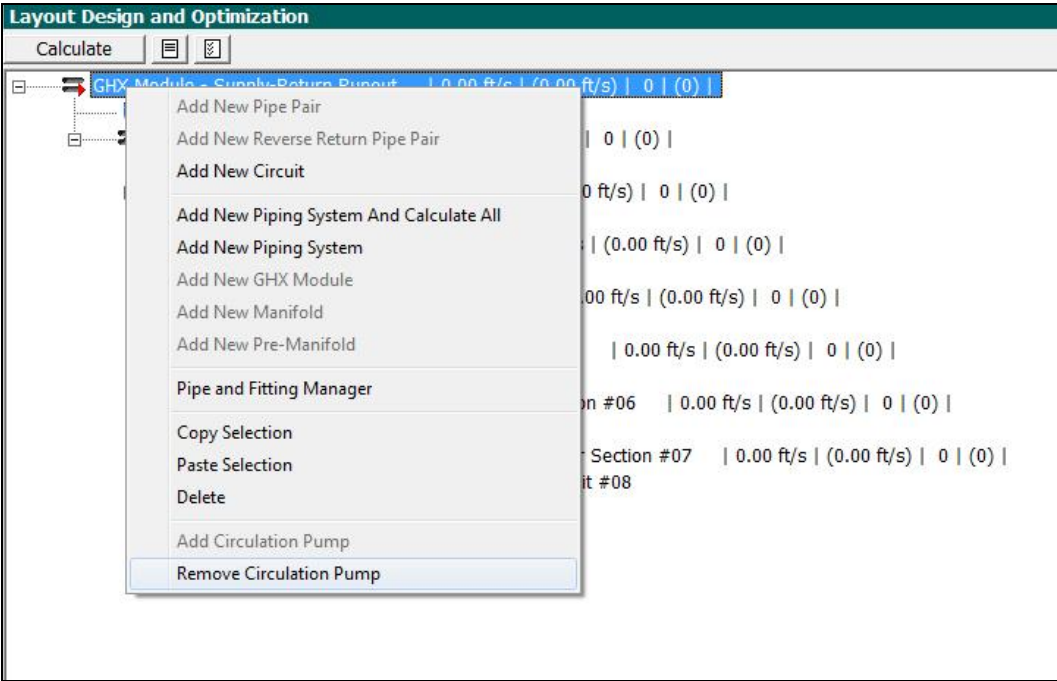 Layout Design and Optimization
Calculate
GHX Module - Supply-Return Runout | 0.00 ft/s | (0.00 ft/s) | 0 | (0) |
Add New Pipe Pair
Add New Reverse Return Pipe Pair | 0 | (0) |
Add New Circuit
0 ft/s) | 0 | (0) |
Add New Piping System And Calculate All
Add New Piping System | (0.00 ft/s) | 0 | (0) |
Add New GHX Module
.00 ft/s | (0.00 ft/s) | 0 | (0) |
Add New Manifold
Add New Pre-Manifold | 0.00 ft/s | (0.00 ft/s) | 0 | (0) |
Pipe and Fitting Manager
on #06 | 0.00 ft/s | (0.00 ft/s) | 0 | (0) |
Copy Selection
Section #07 | 0.00 ft/s | (0.00 ft/s) | 0 | (0) |
Paste Selection
it #08
Delete
Add Circulation Pump
Remove Circulation Pump